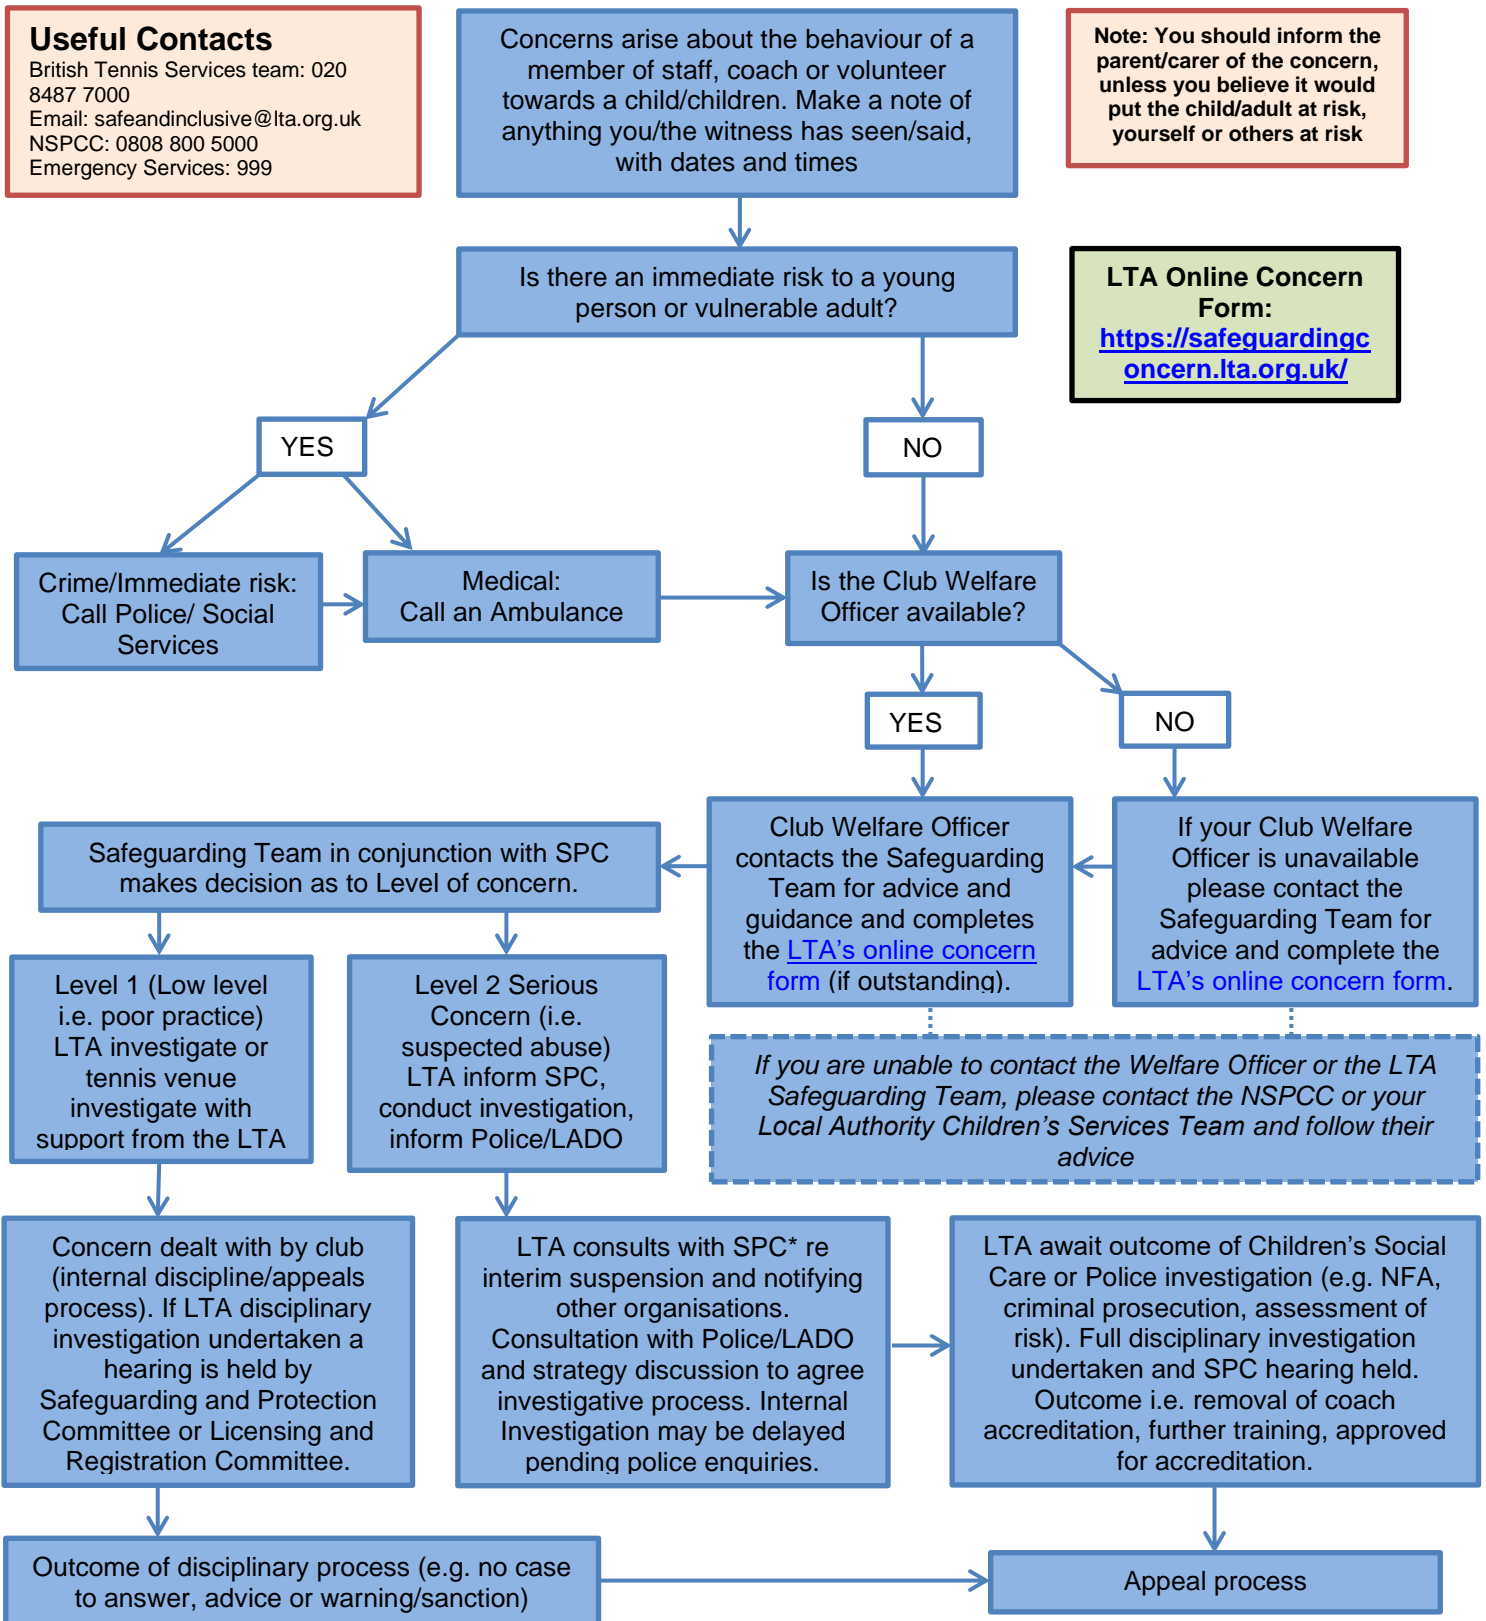 Useful Contacts
British Tennis Services team: 020
8487 7000
Email: safeandinclusive@lta.org.uk
NSPCC: 0808 800 5000
Emergency Services: 999
Concerns arise about the behaviour of a
member of staff, coach or volunteer
towards a child/children. Make a note of
anything you/the witness has seen/said,
with dates and times
Note: You should inform the
parent/carer of the concern,
unless you believe it would
put the child/adult at risk,
yourself or others at risk
Is there an immediate risk to a young
person or vulnerable adult?
LTA Online Concern
Form:
https://safeguardingc
oncern.lta.org.uk/
YES
NO
Crime/Immediate risk:
Call Police/ Social
Services
Medical:
Call an Ambulance
Is the Club Welfare
Officer available?
YES
NO
Safeguarding Team in conjunction with SPC
makes decision as to Level of concern.
Club Welfare Officer
contacts the Safeguarding
Team for advice and
guidance and completes
the LTA's online concern
form (if outstanding).
If your Club Welfare
Officer is unavailable
please contact the
Safeguarding Team for
advice and complete the
LTA's online concern form.
Level 1 (Low level
i.e. poor practice)
LTA investigate or
tennis venue
investigate with
support from the LTA
Level 2 Serious
Concern (i.e.
suspected abuse)
LTA inform SPC,
conduct investigation,
inform Police/LADO
If you are unable to contact the Welfare Officer or the LTA
Safeguarding Team, please contact the NSPCC or your
Local Authority Children's Services Team and follow their
advice
Concern dealt with by club
(internal discipline/appeals
process). If LTA disciplinary
investigation undertaken a
hearing is held by
Safeguarding and Protection
Committee or Licensing and
Registration Committee.
LTA consults with SPC* re
interim suspension and notifying
other organisations.
Consultation with Police/LADO
and strategy discussion to agree
investigative process. Internal
Investigation may be delayed
pending police enquiries.
LTA await outcome of Children's Social
Care or Police investigation (e.g. NFA,
criminal prosecution, assessment of
risk). Full disciplinary investigation
undertaken and SPC hearing held.
Outcome i.e. removal of coach
accreditation, further training, approved
for accreditation.
Outcome of disciplinary process (e.g. no case
to answer, advice or warning/sanction)
Appeal process